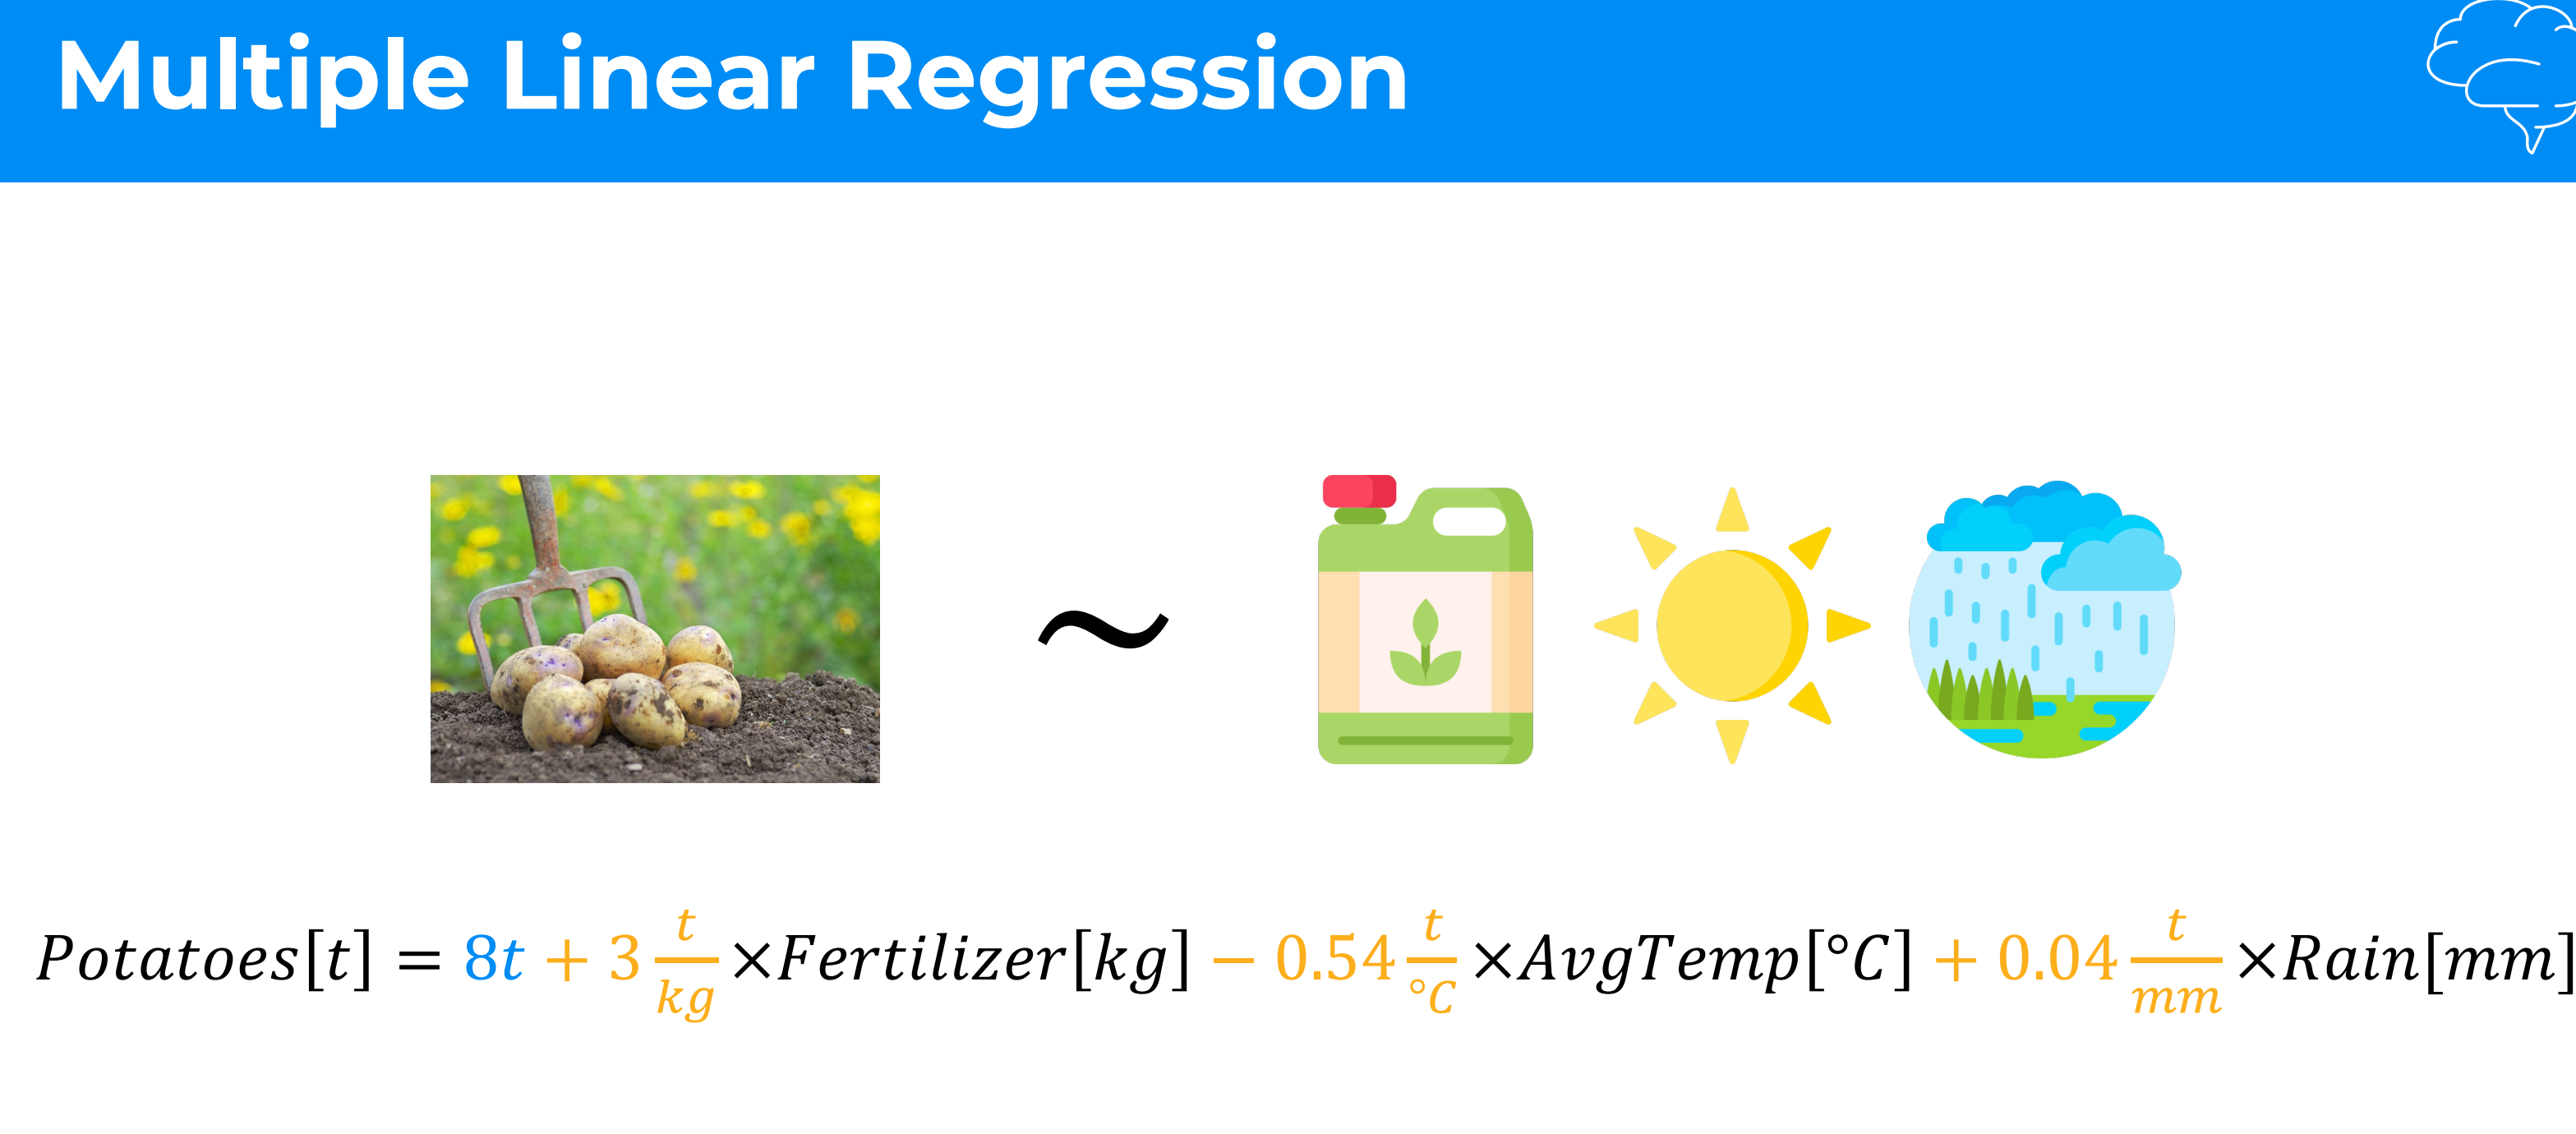 Multiple Linear Regression
~
Potatoes[t] = 8t + 3 t/kg ×Fertilizer[kg] − 0.54 t/°C ×AvgTemp[°C] + 0.04 t/mm ×Rain[mm]